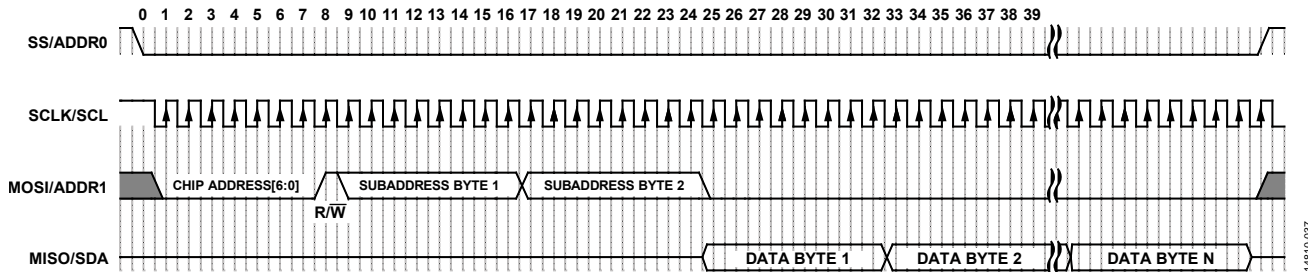 0 1 2 3 4 5 6 7 8 9 10 11 12 13 14 15 16 17 18 19 20 21 22 23 24 25 26 27 28 29 30 31 32 33 34 35 36 37 38 39
SS/ADDR0
SCLK/SCL
MOSI/ADDR1 CHIP ADDRESS[6:0] SUBADDRESS BYTE 1 SUBADDRESS BYTE 2
R/W̅
MISO/SDA DATA BYTE 1 DATA BYTE 2 DATA BYTE N